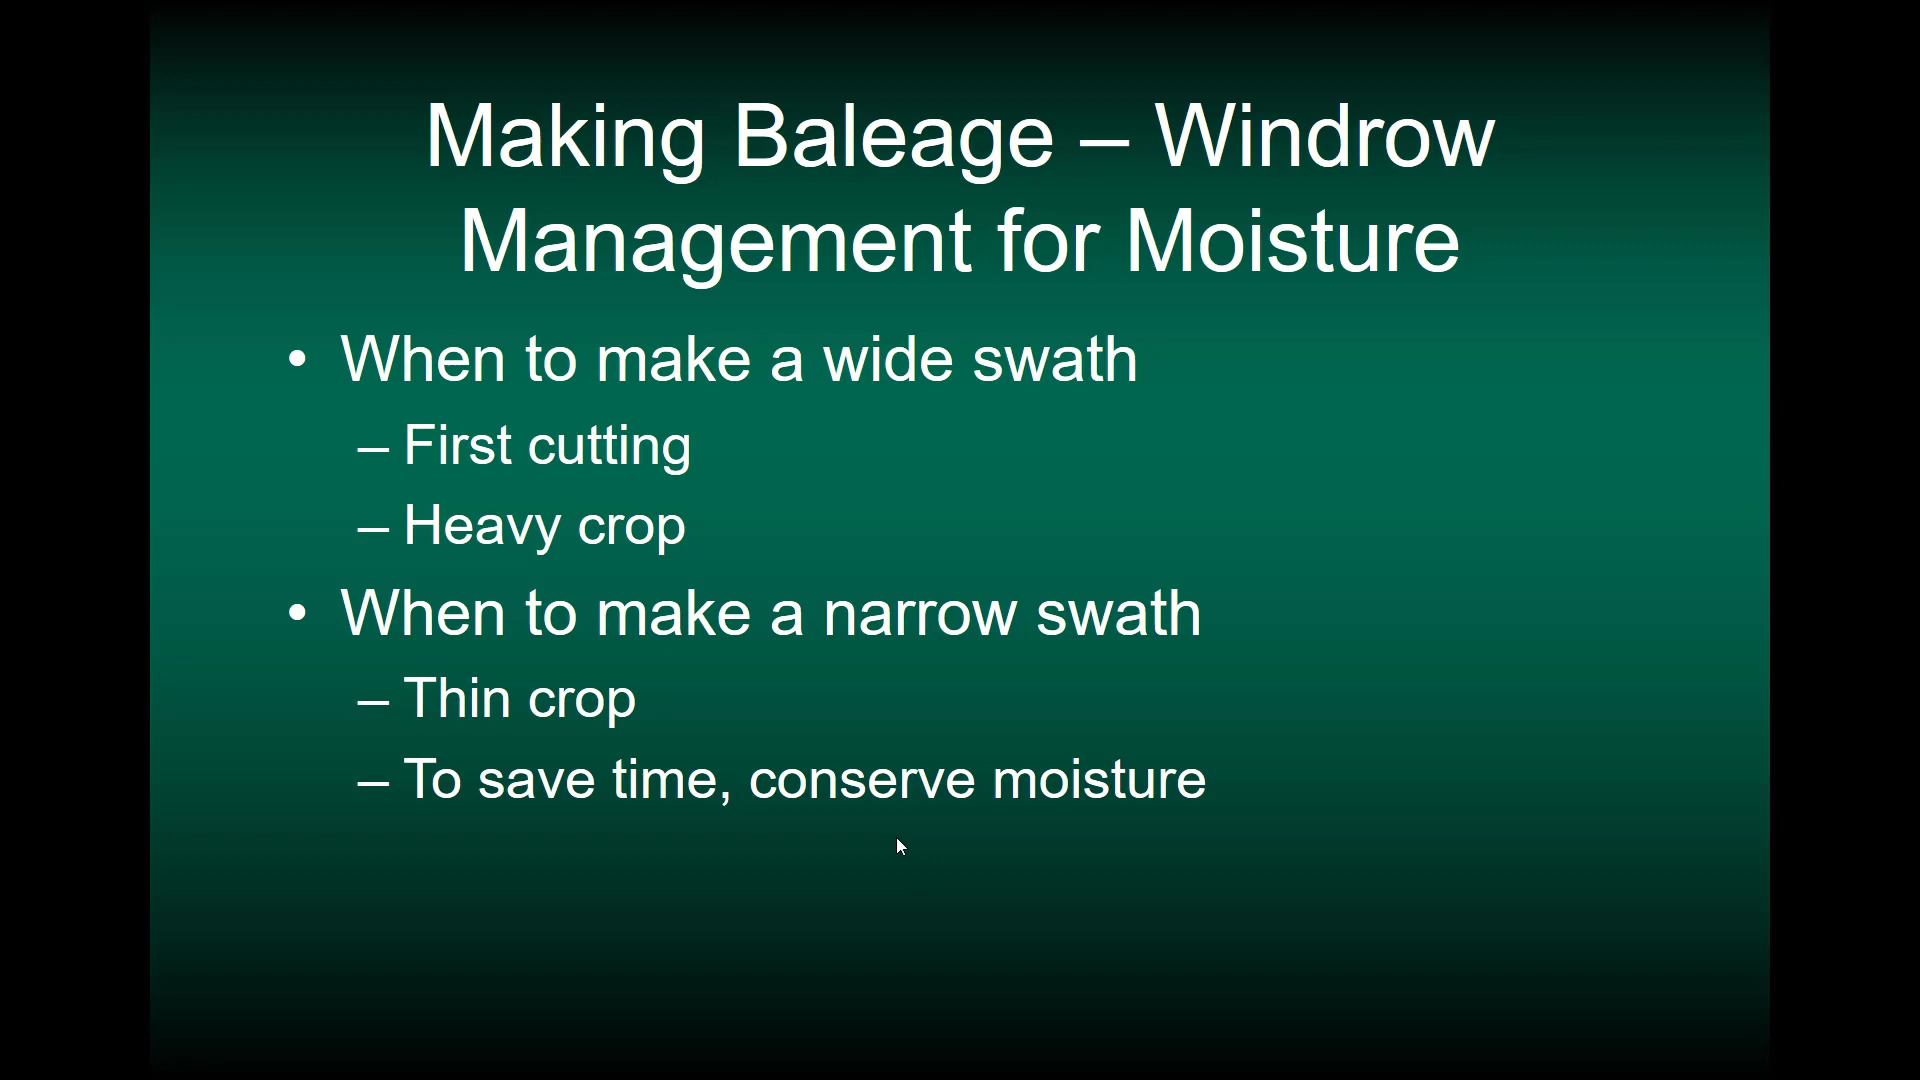 Making Baleage – Windrow
Management for Moisture
• When to make a wide swath
– First cutting
– Heavy crop
• When to make a narrow swath
– Thin crop
– To save time, conserve moisture